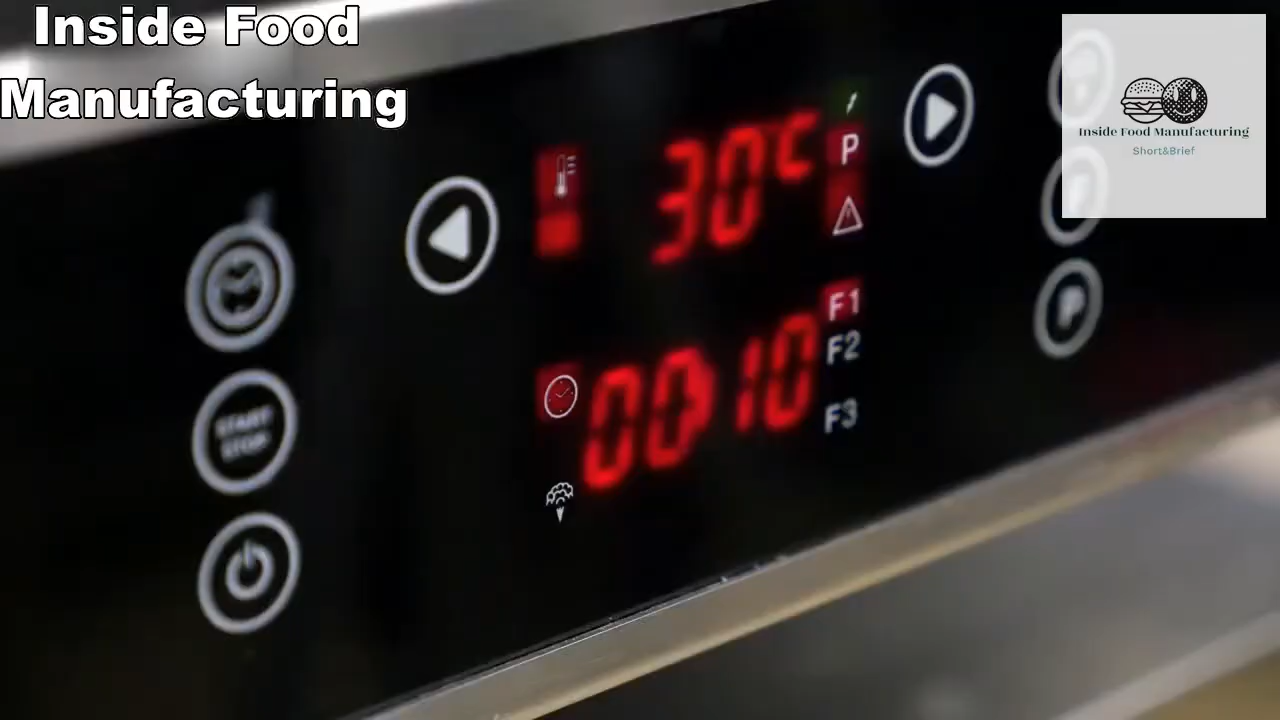 Inside Food
Manufacturing
Inside Food Manufacturing
Short&Brief
30°C
P
F1
00:10
F2
F3
START
STOP
P